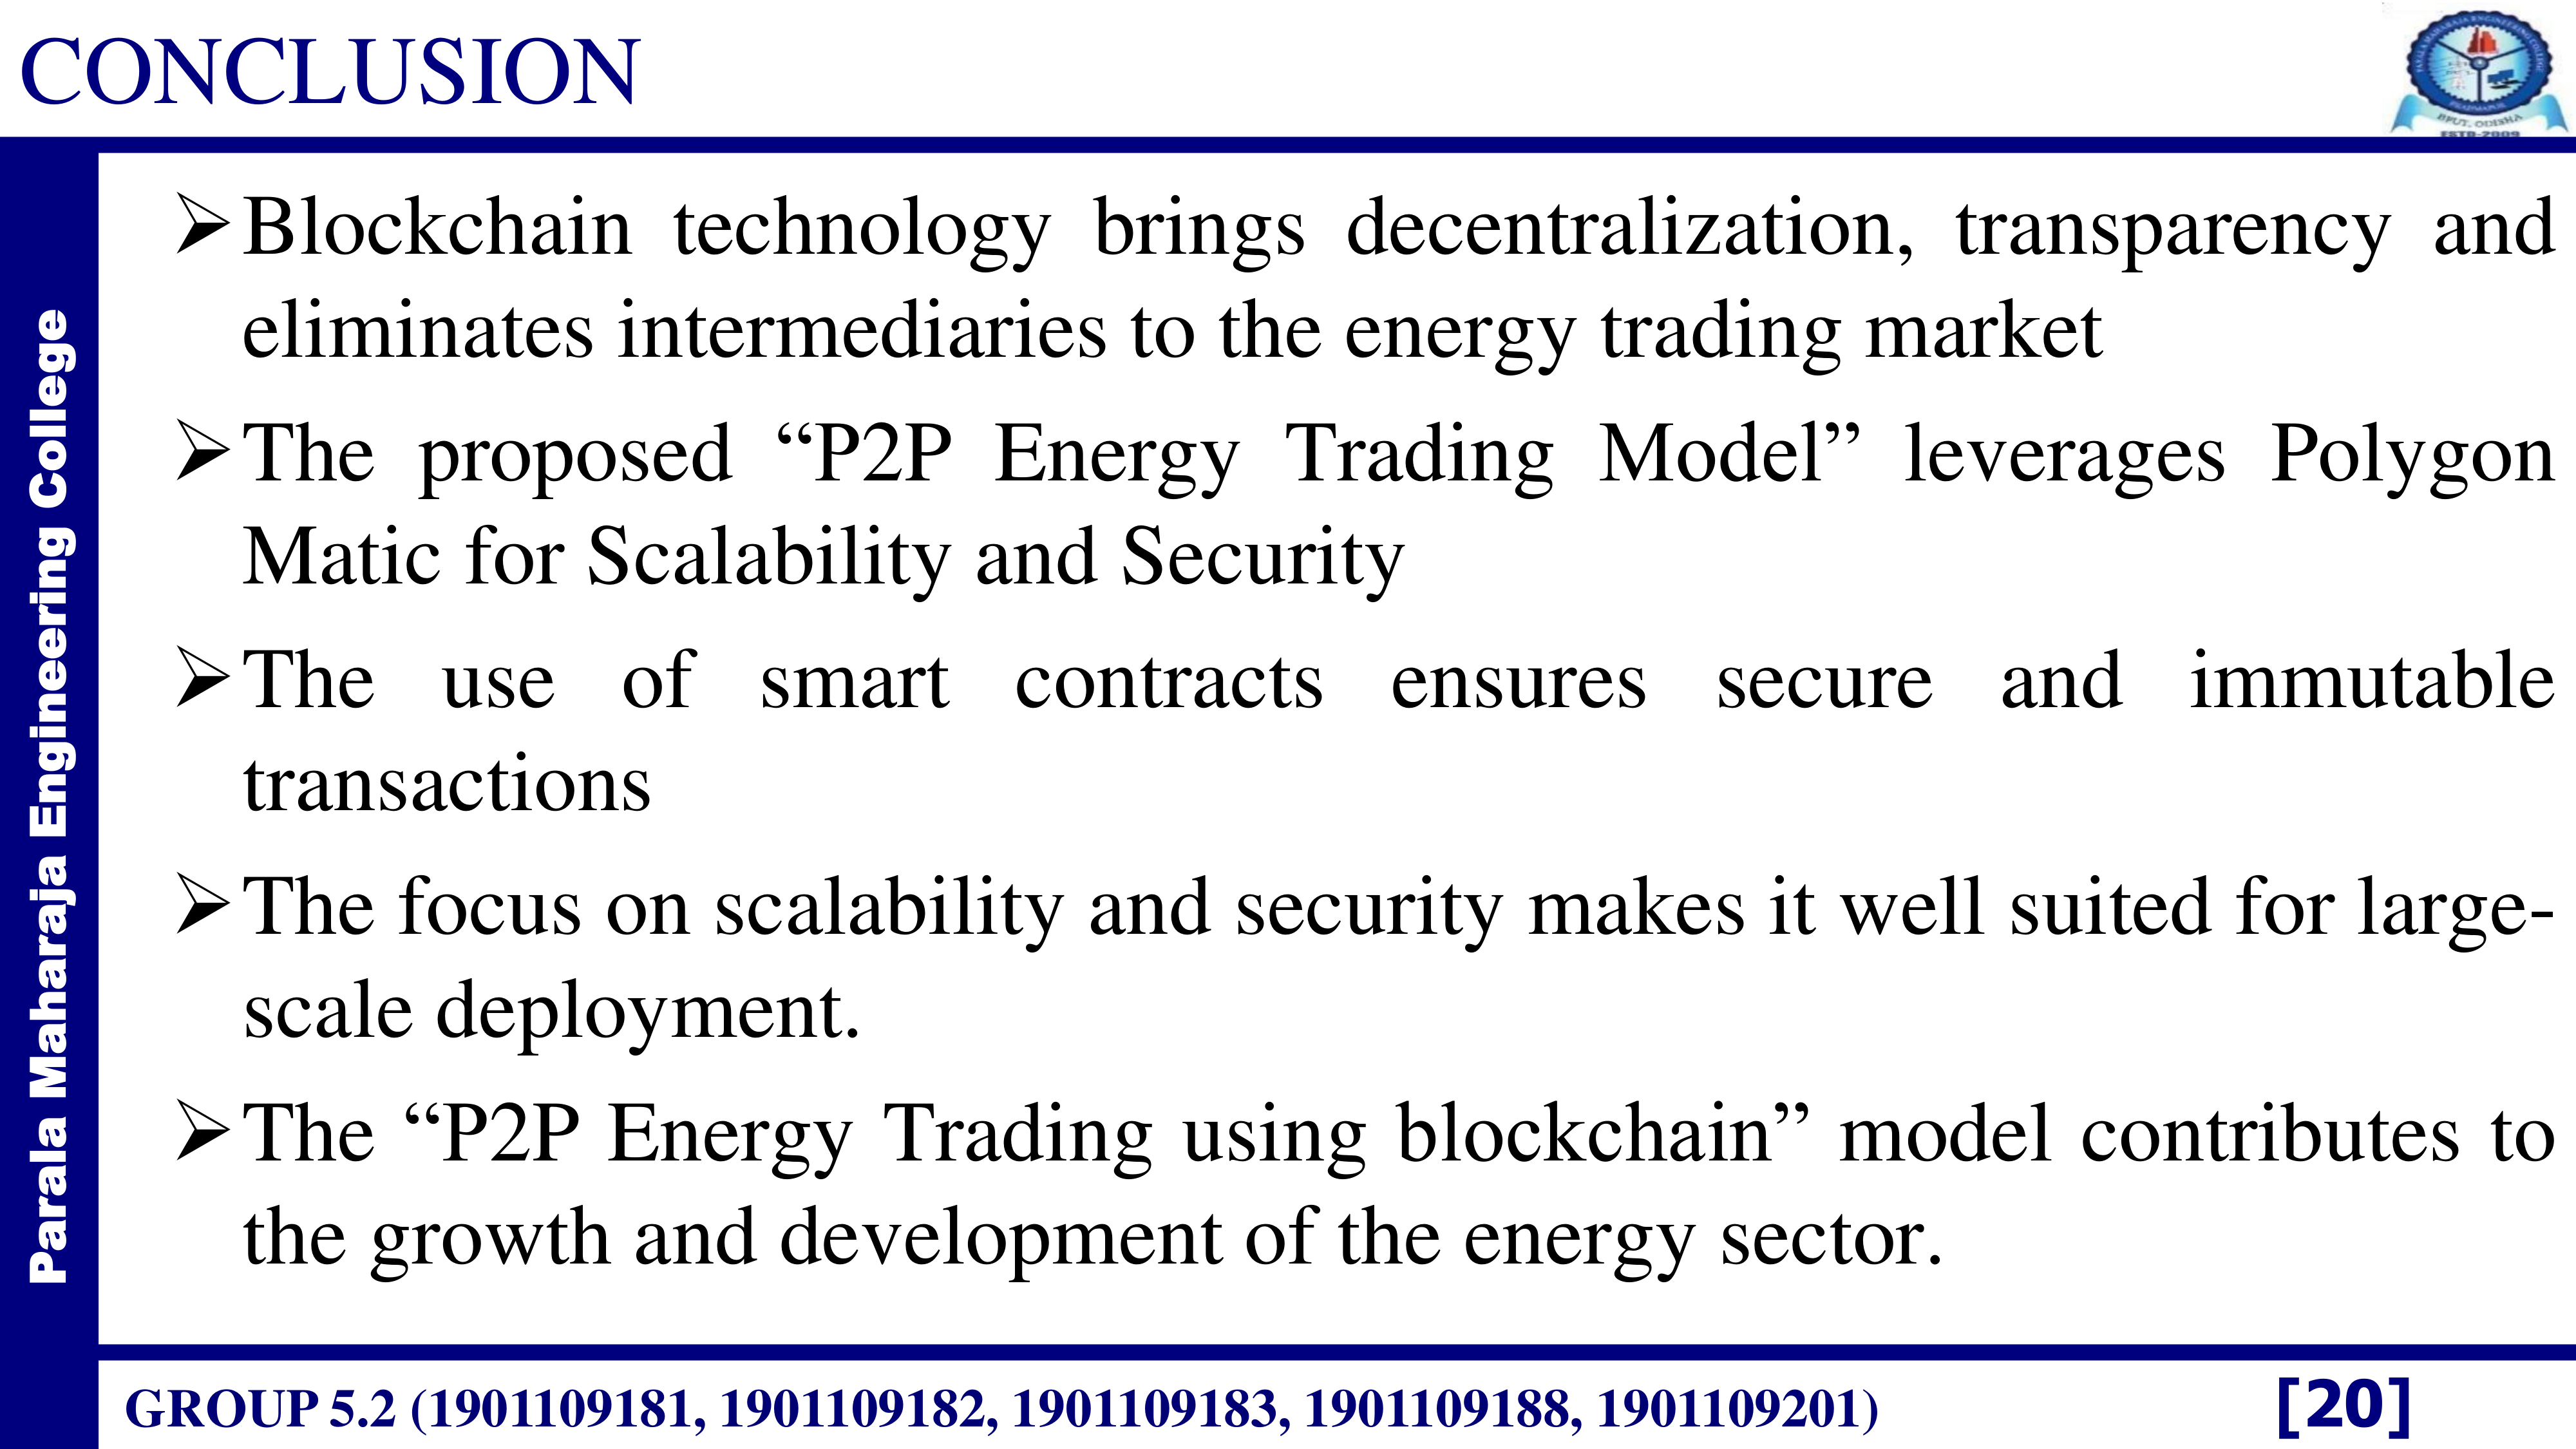 CONCLUSION
BPUT, ODISHA
ESTD-2009
Parala Maharaja Engineering College
➢Blockchain technology brings decentralization, transparency and
eliminates intermediaries to the energy trading market
➢The proposed “P2P Energy Trading Model” leverages Polygon
Matic for Scalability and Security
➢The use of smart contracts ensures secure and immutable
transactions
➢The focus on scalability and security makes it well suited for large-
scale deployment.
➢The “P2P Energy Trading using blockchain” model contributes to
the growth and development of the energy sector.
GROUP 5.2 (1901109181, 1901109182, 1901109183, 1901109188, 1901109201)
[20]